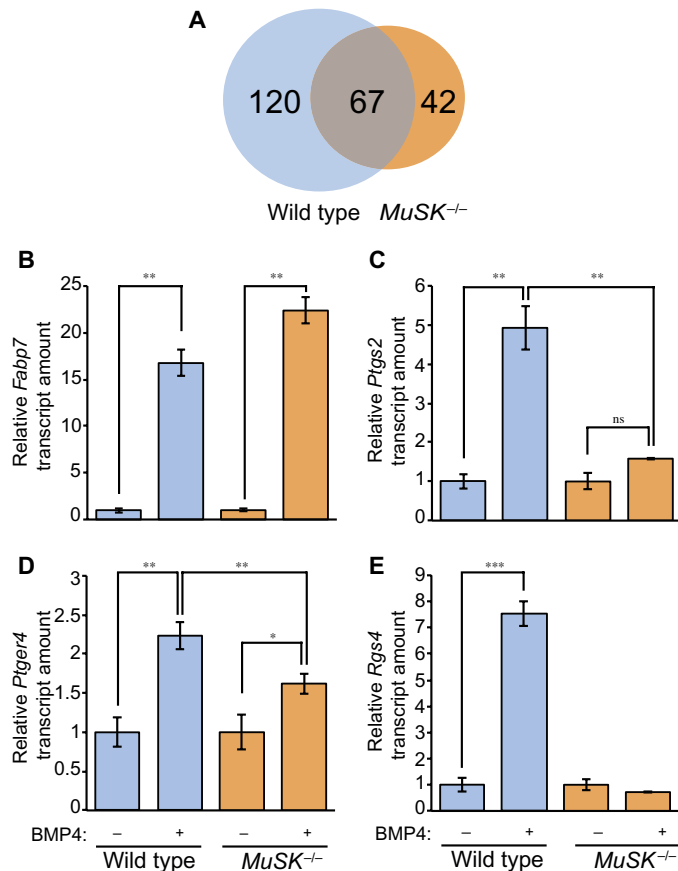 A
120 67 42
Wild type MuSK–/–
B
**
**
25
20
15
10
5
0
Relative Fabp7
transcript amount
C
**
**
ns
6
5
4
3
2
1
0
Relative Ptgs2
transcript amount
D
**
**
*
2.5
2
1.5
1
0.5
0
Relative Ptger4
transcript amount
BMP4: – + – +
Wild type MuSK–/–
E
***
9
8
7
6
5
4
3
2
1
0
Relative Rgs4
transcript amount
– + – +
Wild type MuSK–/–